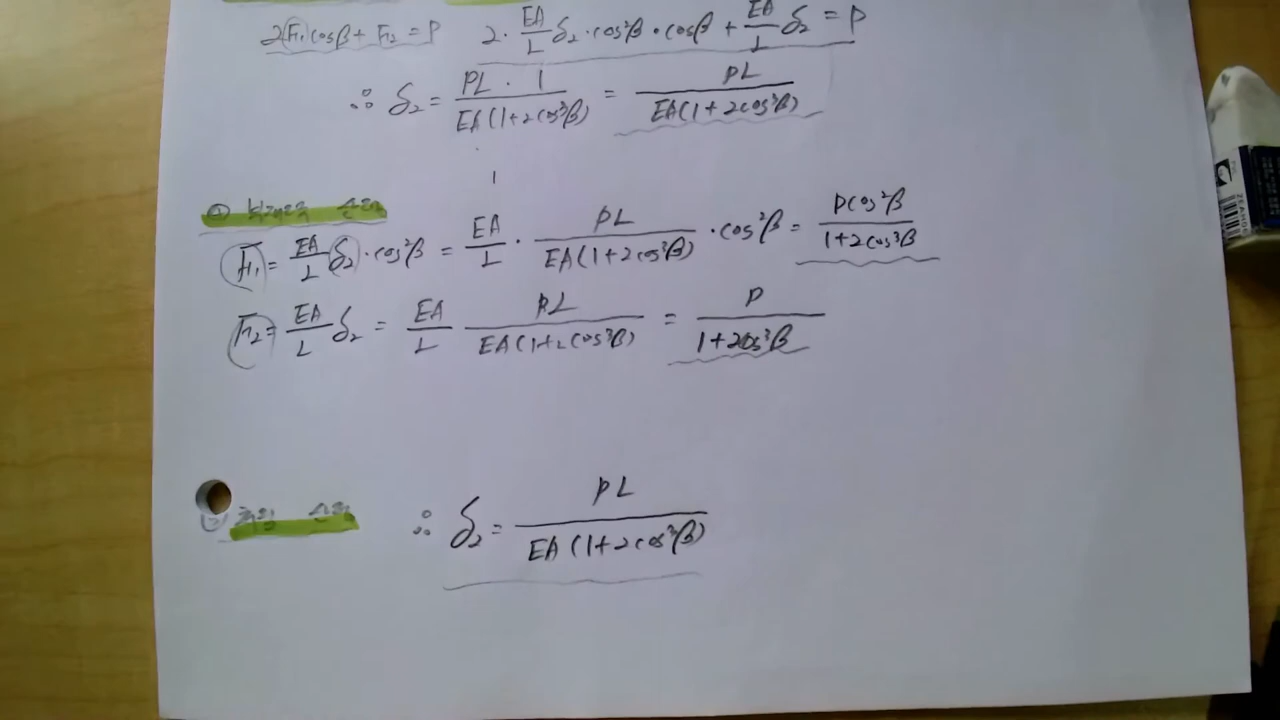 2F₁cosβ + F₂ = P   2·EA/L δ₂·cos²β·cosβ + EA/L δ₂ = P
∴ δ₂ = PL·1/EA(1+2cos³β) = PL/EA(1+2cos³β)
F₁ = EA/L δ₂·cos²β = EA/L · PL/EA(1+2cos³β) ·cos²β = Pcos²β/1+2cos³β
F₂ = EA/L δ₂ = EA/L PL/EA(1+2cos³β) = P/1+2cos³β
∴ δ₂ = PL/EA(1+2cos³β)